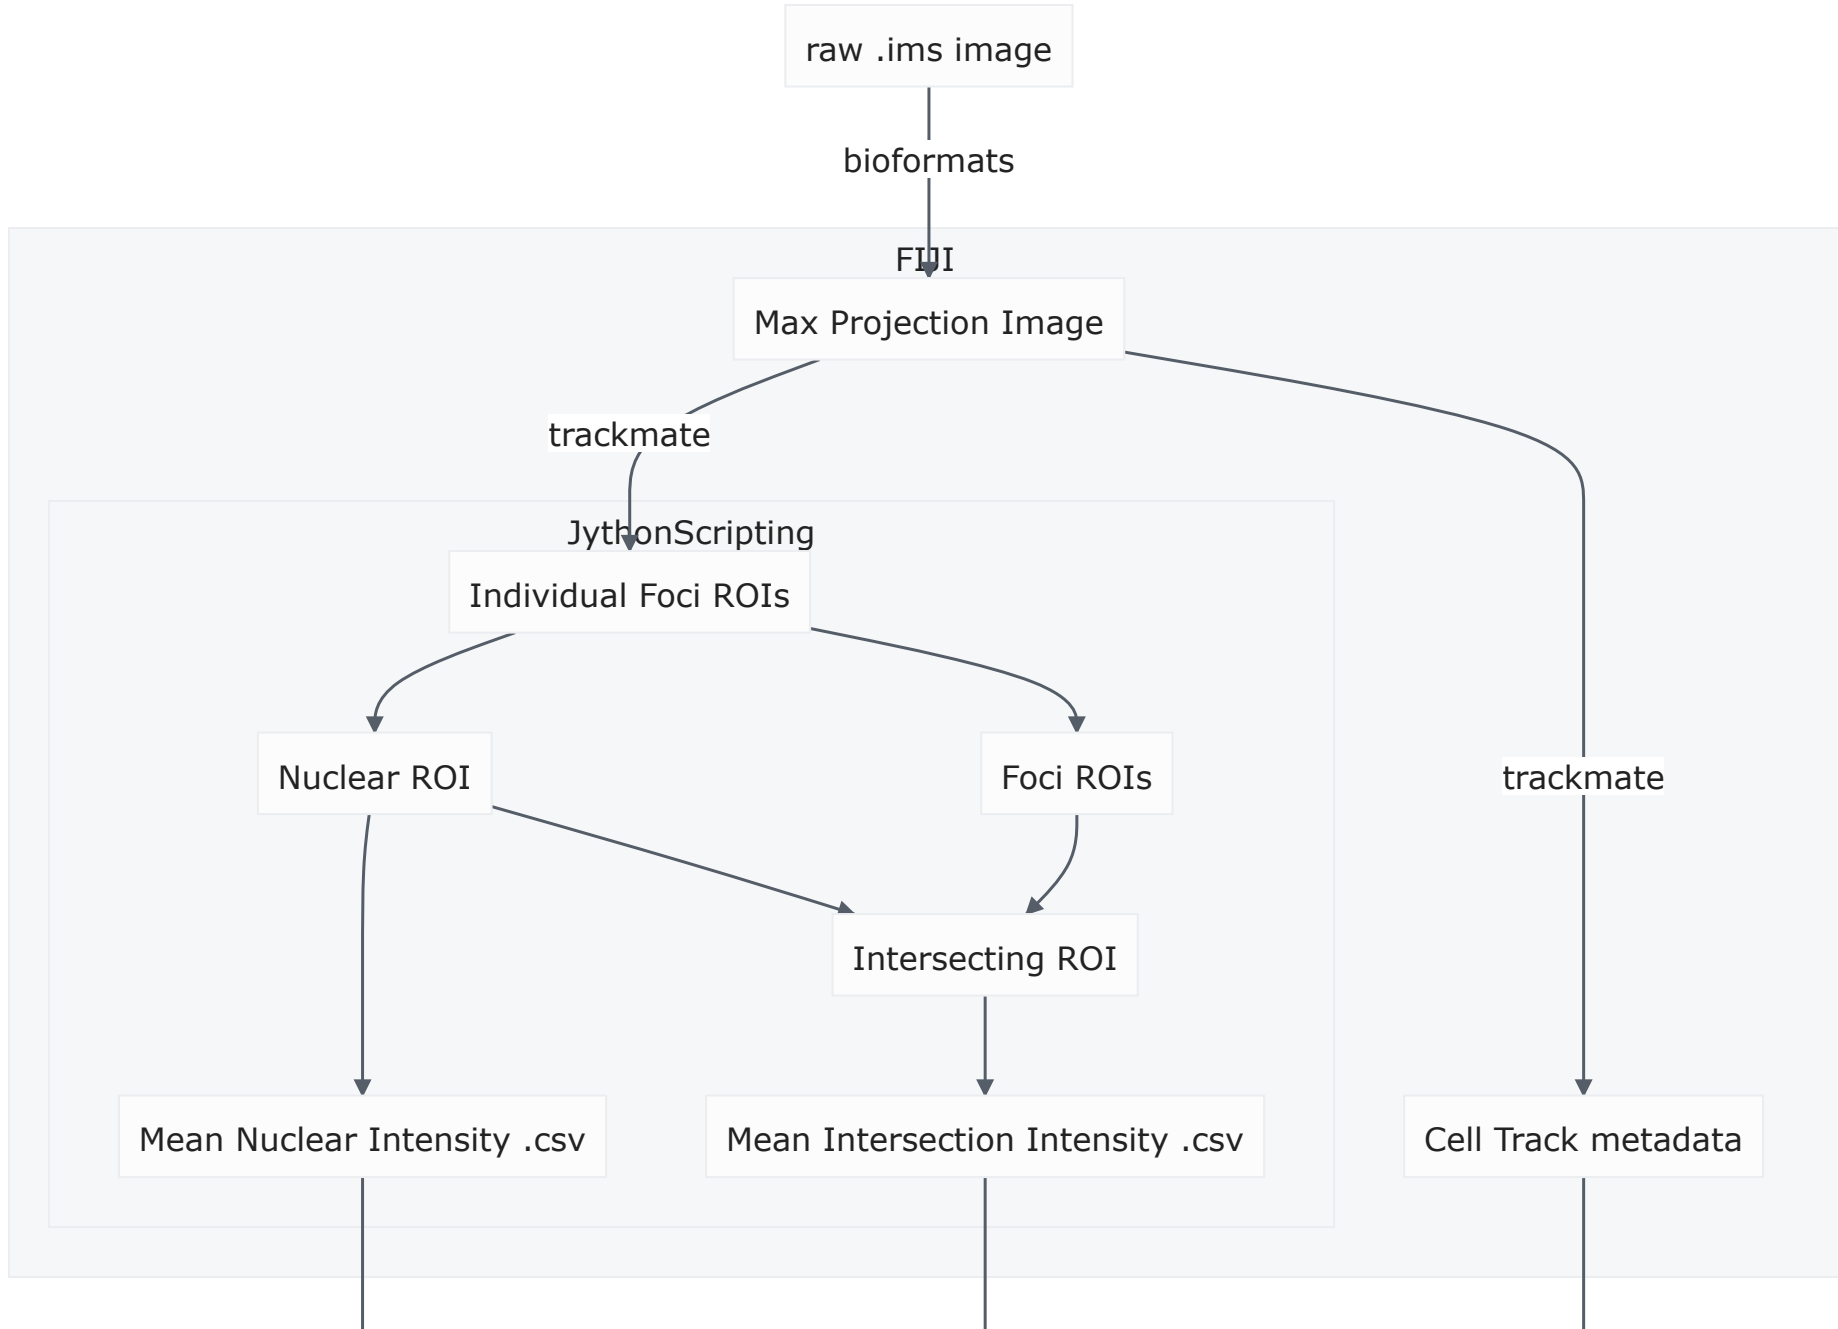 raw .ims image
bioformats
FIJI
Max Projection Image
trackmate
JythonScripting
Individual Foci ROIs
Nuclear ROI
Foci ROIs
trackmate
Intersecting ROI
Mean Nuclear Intensity .csv
Mean Intersection Intensity .csv
Cell Track metadata